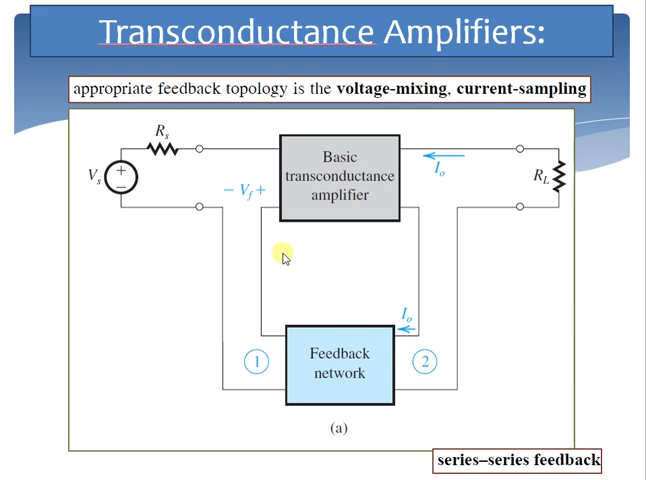 Transconductance Amplifiers:
appropriate feedback topology is the voltage-mixing, current-sampling
Rs
Vs
+
−
Basic
transconductance
amplifier
Io
RL
− Vf +
Io
1
Feedback
network
2
(a)
series–series feedback